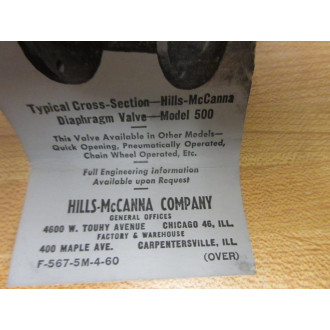 Typical Cross-Section—Hills-McCanna
Diaphragm Valve—Model 500
This Valve Available in Other Models—
Quick Opening, Pneumatically Operated,
Chain Wheel Operated, Etc.
Full Engineering information
Available upon Request
HILLS-McCANNA COMPANY
GENERAL OFFICES
4600 W. TOUHY AVENUE CHICAGO 46, ILL.
FACTORY & WAREHOUSE
400 MAPLE AVE. CARPENTERSVILLE, ILL.
F-567-5M-4-60 (OVER)